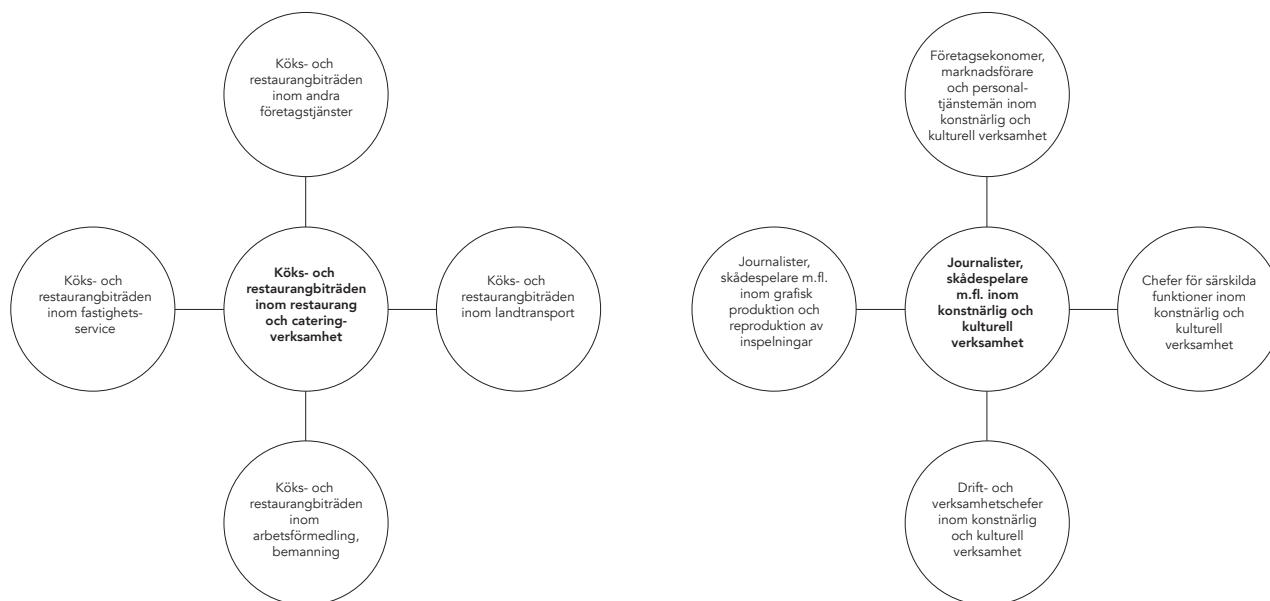 Köks- och
restaurangbiträden
inom andra
företagstjänster
Köks- och
restaurangbiträden
inom fastighets-
service
Köks- och
restaurangbiträden
inom restaurang
och catering-
verksamhet
Köks- och
restaurangbiträden
inom landtransport
Köks- och
restaurangbiträden
inom
arbetsförmedling,
bemanning
Företagsekonomer,
marknadsförare
och personal-
tjänstemän inom
konstnärlig och
kulturell verksamhet
Journalister,
skådespelare m.fl.
inom grafisk
produktion och
reproduktion av
inspelningar
Journalister,
skådespelare
m.fl. inom
konstnärlig och
kulturell
verksamhet
Chefer för särskilda
funktioner inom
konstnärlig och
kulturell
verksamhet
Drift- och
verksamhetschefer
inom konstnärlig
och kulturell
verksamhet